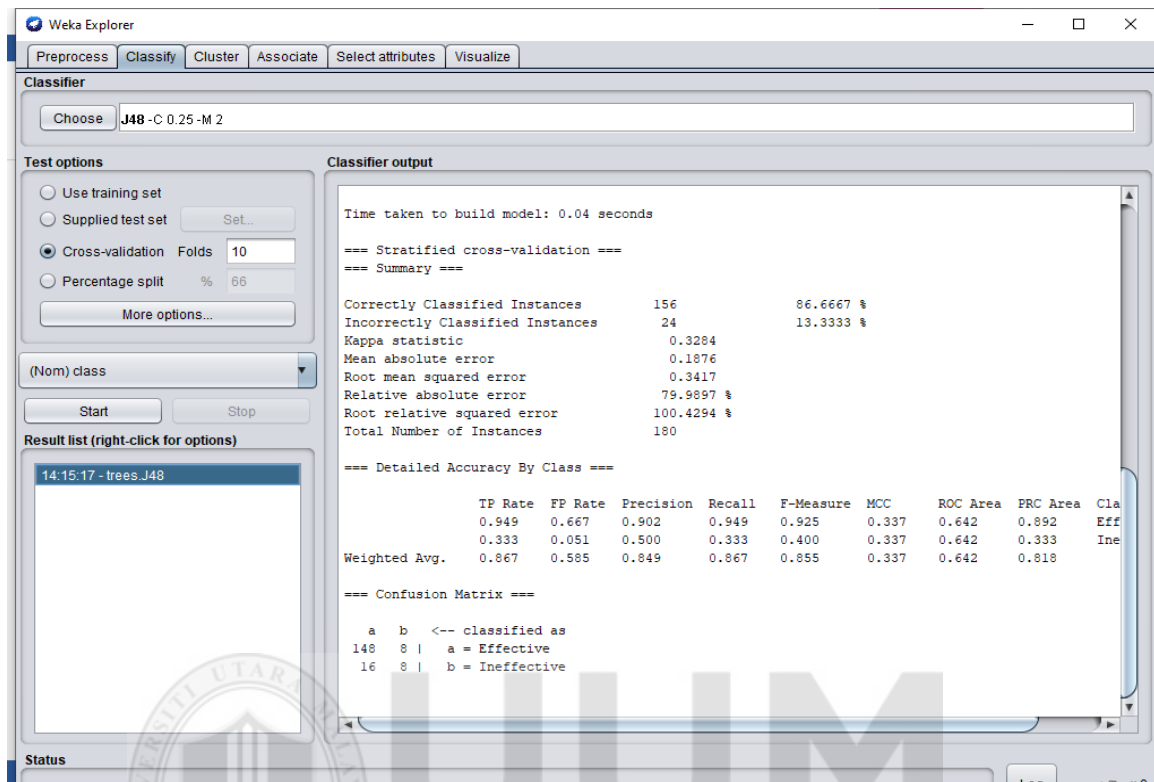 Weka Explorer
Preprocess Classify Cluster Associate Select attributes Visualize
Classifier
Choose J48 -C 0.25 -M 2
Test options
Use training set
Supplied test set Set...
Cross-validation Folds 10
Percentage split % 66
More options...
(Nom) class
Start Stop
Result list (right-click for options)
14:15:17 - trees.J48
Classifier output
Time taken to build model: 0.04 seconds
=== Stratified cross-validation ===
=== Summary ===
Correctly Classified Instances 156 86.6667 %
Incorrectly Classified Instances 24 13.3333 %
Kappa statistic 0.3284
Mean absolute error 0.1876
Root mean squared error 0.3417
Relative absolute error 79.9897 %
Root relative squared error 100.4294 %
Total Number of Instances 180
=== Detailed Accuracy By Class ===
TP Rate FP Rate Precision Recall F-Measure MCC ROC Area PRC Area Cla
0.949 0.667 0.902 0.949 0.925 0.337 0.642 0.892 Eff
0.333 0.051 0.500 0.333 0.400 0.337 0.642 0.333 Ine
Weighted Avg. 0.867 0.585 0.849 0.867 0.855 0.337 0.642 0.818
=== Confusion Matrix ===
a b <-- classified as
148 8 | a = Effective
16 8 | b = Ineffective
UUM
Status